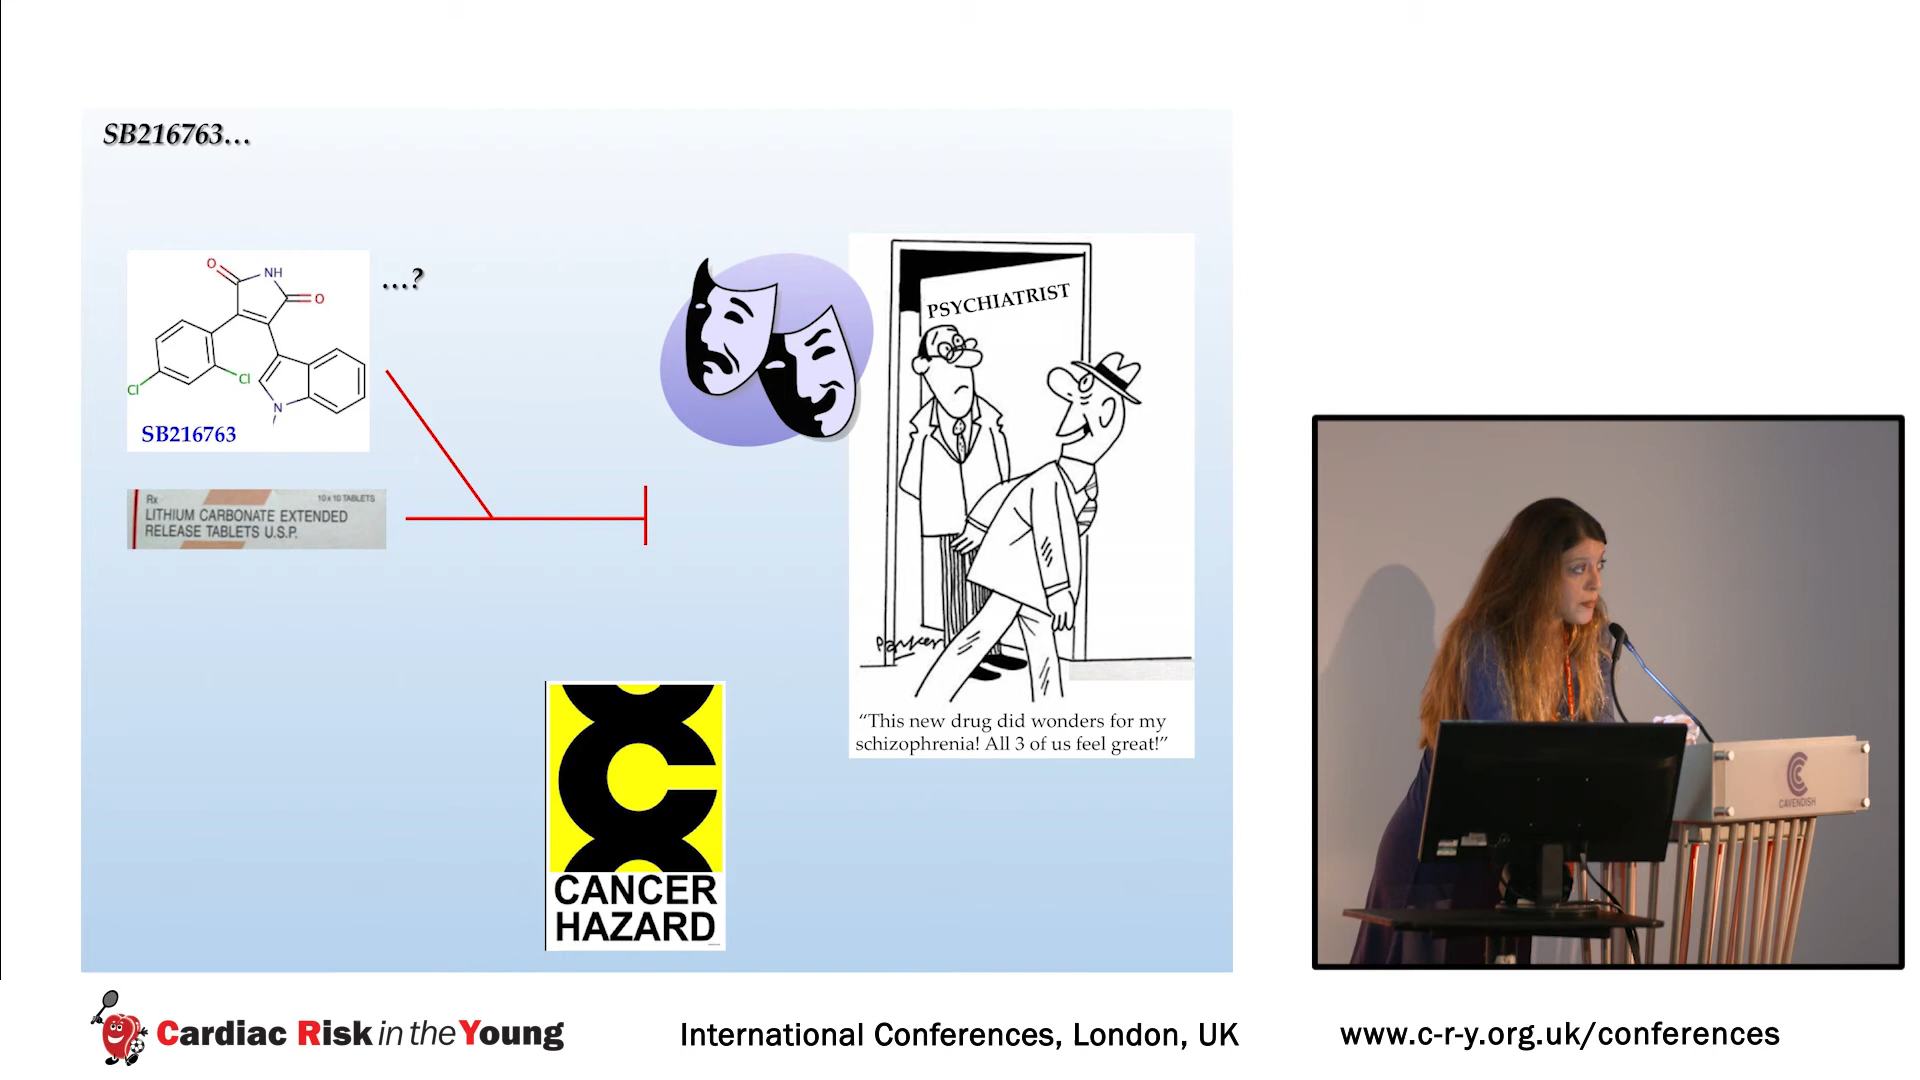 SB216763...
O
NH
O
...?
Cl
Cl
N
SB216763
Rx
10 x 10 TABLETS
LITHIUM CARBONATE EXTENDED
RELEASE TABLETS U.S.P.
PSYCHIATRIST
Parker
“This new drug did wonders for my
schizophrenia! All 3 of us feel great!”
CANCER
HAZARD
CAVENDISH
Cardiac Risk in the Young
International Conferences, London, UK
www.c-r-y.org.uk/conferences